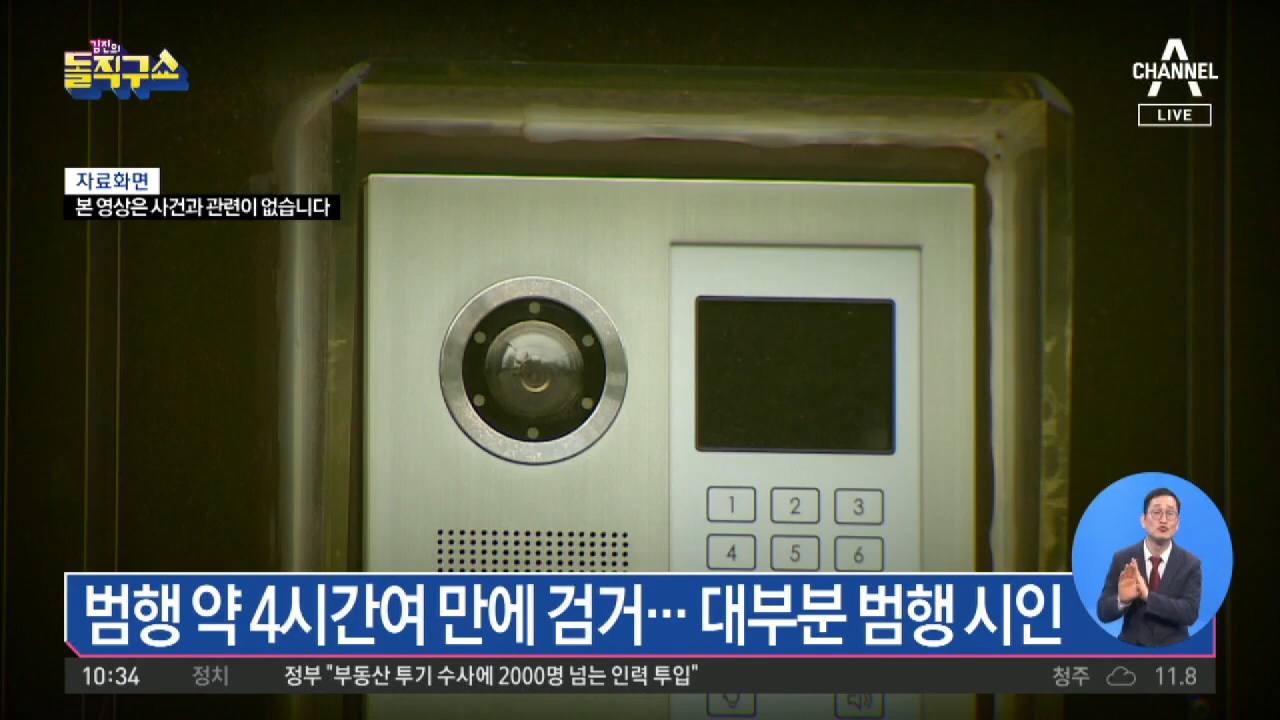 김진의
돌직구쇼
CHANNEL A
LIVE
자료화면
본 영상은 사건과 관련이 없습니다
1 2 3
4 5 6
범행 약 4시간여 만에 검거… 대부분 범행 시인
10:34 정치 정부 "부동산 투기 수사에 2000명 넘는 인력 투입" 청주 11.8